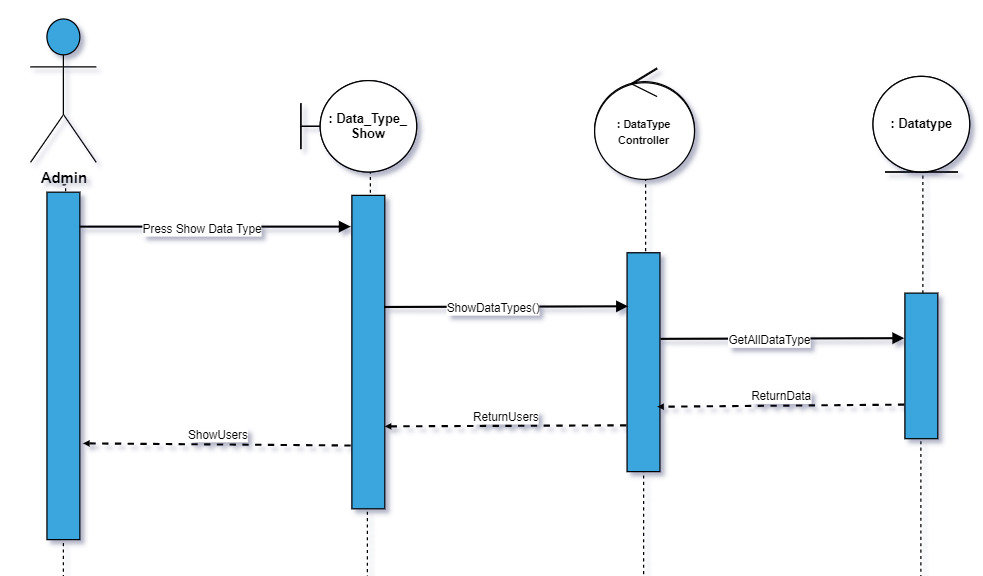 : Data_Type_
Show
: DataType
Controller
: Datatype
Admin
Press Show Data Type
ShowDataTypes()
GetAllDataType
ReturnData
ReturnUsers
ShowUsers